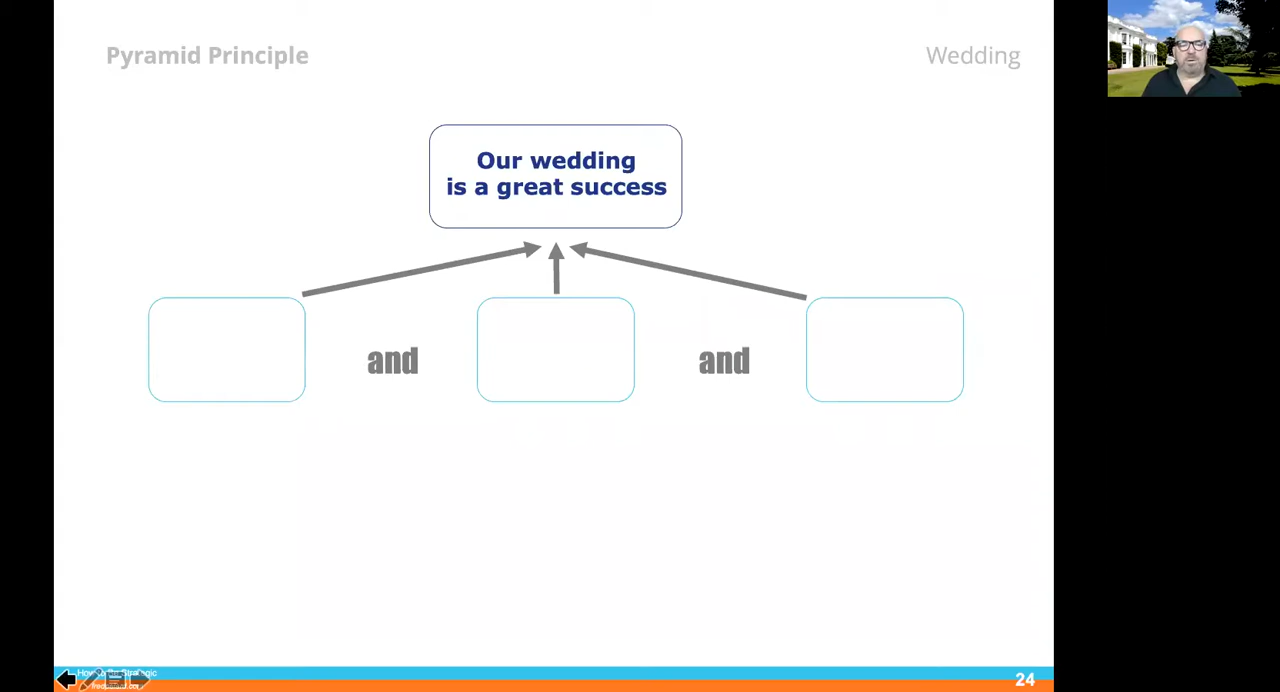 Pyramid Principle
Wedding
Our wedding
is a great success
and
and
24